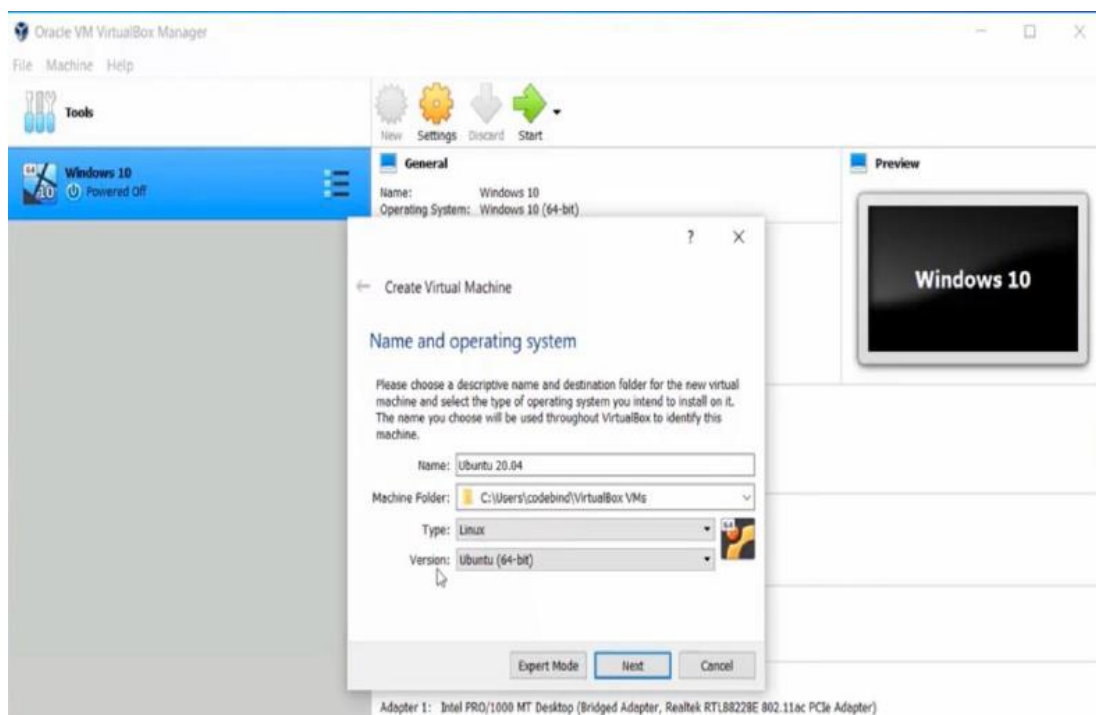 Oracle VM VirtualBox Manager
File Machine Help
Tools
New Settings Discard Start
Windows 10
Powered Off
General
Name: Windows 10
Operating System: Windows 10 (64-bit)
Preview
Windows 10
Create Virtual Machine
Name and operating system
Please choose a descriptive name and destination folder for the new virtual
machine and select the type of operating system you intend to install on it.
The name you choose will be used throughout VirtualBox to identify this
machine.
Name: Ubuntu 20.04
Machine Folder: C:\Users\codebind\VirtualBox VMs
Type: Linux
64
Version: Ubuntu (64-bit)
Expert Mode Next Cancel
Adapter 1: Intel PRO/1000 MT Desktop (Bridged Adapter, Realtek RTL8822BE 802.11ac PCIe Adapter)